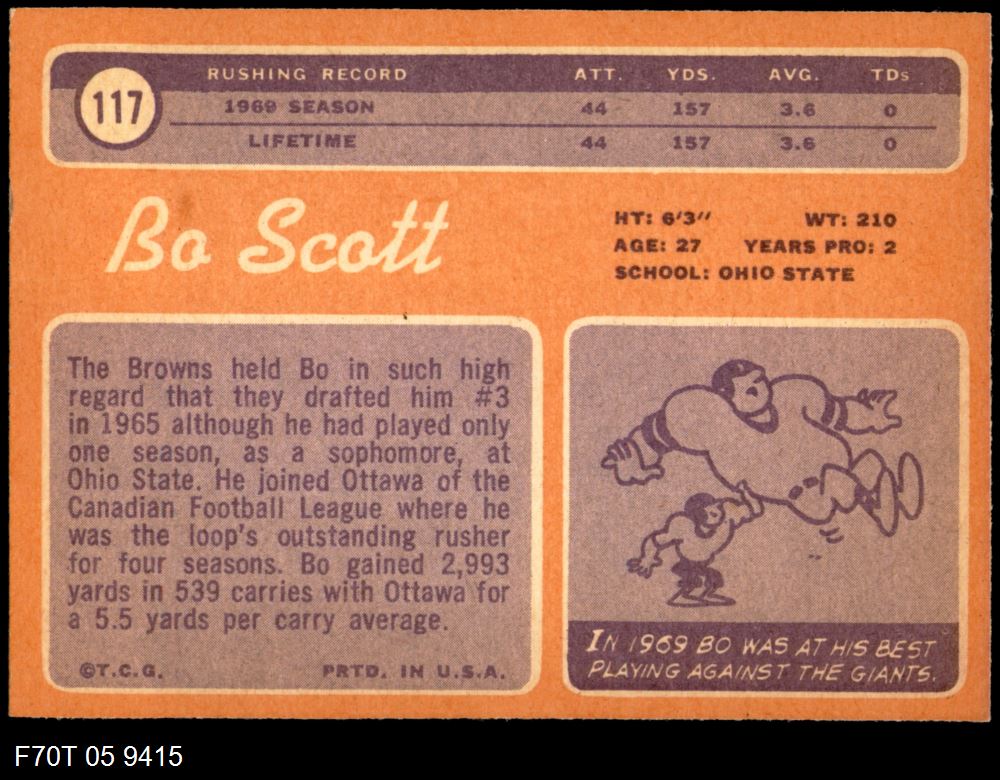 117
RUSHING RECORD ATT. YDS. AVG. TDs
1969 SEASON 44 157 3.6 0
LIFETIME 44 157 3.6 0
Bo Scott
HT: 6'3" WT: 210
AGE: 27 YEARS PRO: 2
SCHOOL: OHIO STATE
The Browns held Bo in such high
regard that they drafted him #3
in 1965 although he had played only
one season, as a sophomore, at
Ohio State. He joined Ottawa of the
Canadian Football League where he
was the loop's outstanding rusher
for four seasons. Bo gained 2,993
yards in 539 carries with Ottawa for
a 5.5 yards per carry average.
©T.C.G. PRTD. IN U.S.A.
IN 1969 BO WAS AT HIS BEST
PLAYING AGAINST THE GIANTS.
F70T 05 9415